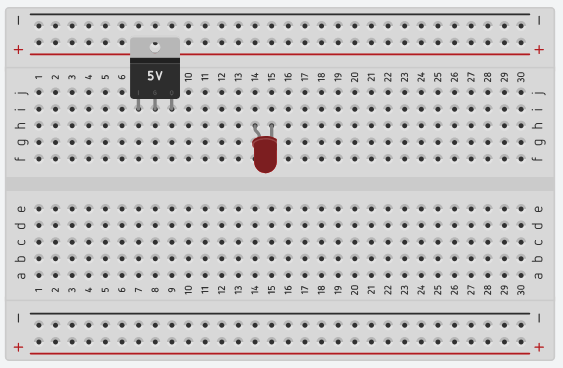 − −
+ +
1 2 3 4 5 6 10 11 12 13 14 15 16 17 18 19 20 21 22 23 24 25 26 27 28 29 30
5V
j j
i i
h h
g g
f f
e e
d d
c c
b b
a a
1 2 3 4 5 6 7 8 9 10 11 12 13 14 15 16 17 18 19 20 21 22 23 24 25 26 27 28 29 30
− −
+ +